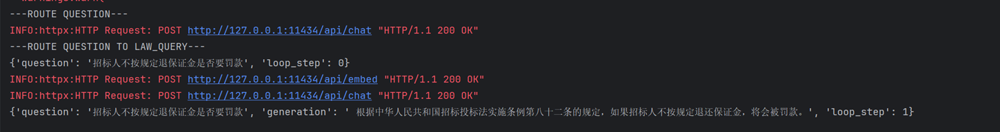 warnings.warn(
---ROUTE QUESTION---
INFO:httpx:HTTP Request: POST http://127.0.0.1:11434/api/chat "HTTP/1.1 200 OK"
---ROUTE QUESTION TO LAW_QUERY---
{'question': '招标人不按规定退保证金是否要罚款', 'loop_step': 0}
INFO:httpx:HTTP Request: POST http://127.0.0.1:11434/api/embed "HTTP/1.1 200 OK"
INFO:httpx:HTTP Request: POST http://127.0.0.1:11434/api/chat "HTTP/1.1 200 OK"
{'question': '招标人不按规定退保证金是否要罚款', 'generation': ' 根据中华人民共和国招标投标法实施条例第八十二条的规定，如果招标人不按规定退还保证金，将会被罚款。', 'loop_step': 1}